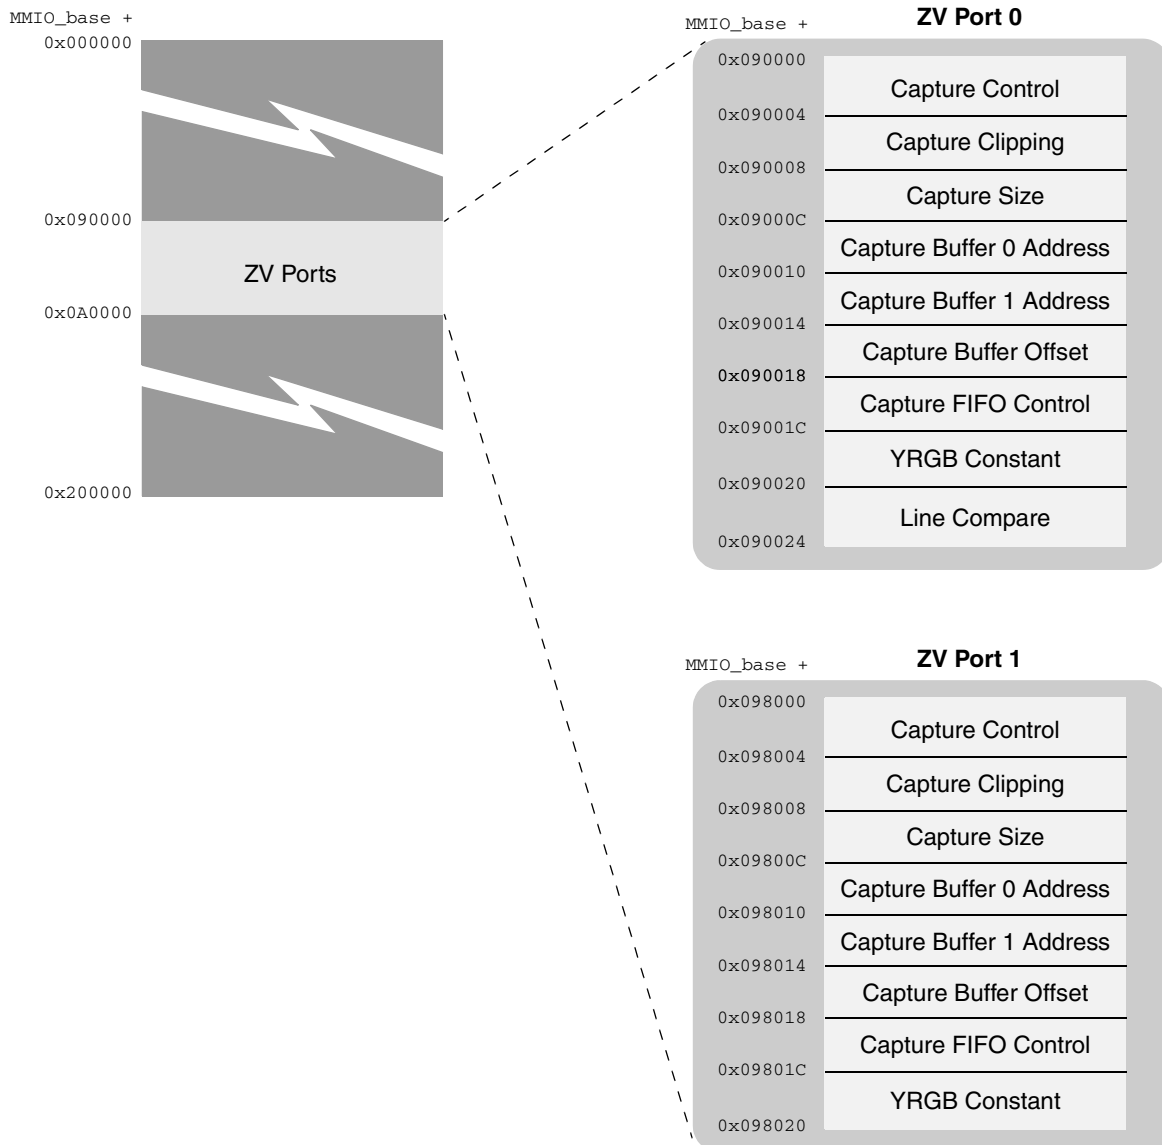 MMIO_base +
0x000000
0x090000
ZV Ports
0x0A0000
0x200000
ZV Port 0
MMIO_base +
0x090000
Capture Control
0x090004
Capture Clipping
0x090008
Capture Size
0x09000C
Capture Buffer 0 Address
0x090010
Capture Buffer 1 Address
0x090014
Capture Buffer Offset
0x090018
Capture FIFO Control
0x09001C
YRGB Constant
0x090020
Line Compare
0x090024
ZV Port 1
MMIO_base +
0x098000
Capture Control
0x098004
Capture Clipping
0x098008
Capture Size
0x09800C
Capture Buffer 0 Address
0x098010
Capture Buffer 1 Address
0x098014
Capture Buffer Offset
0x098018
Capture FIFO Control
0x09801C
YRGB Constant
0x098020